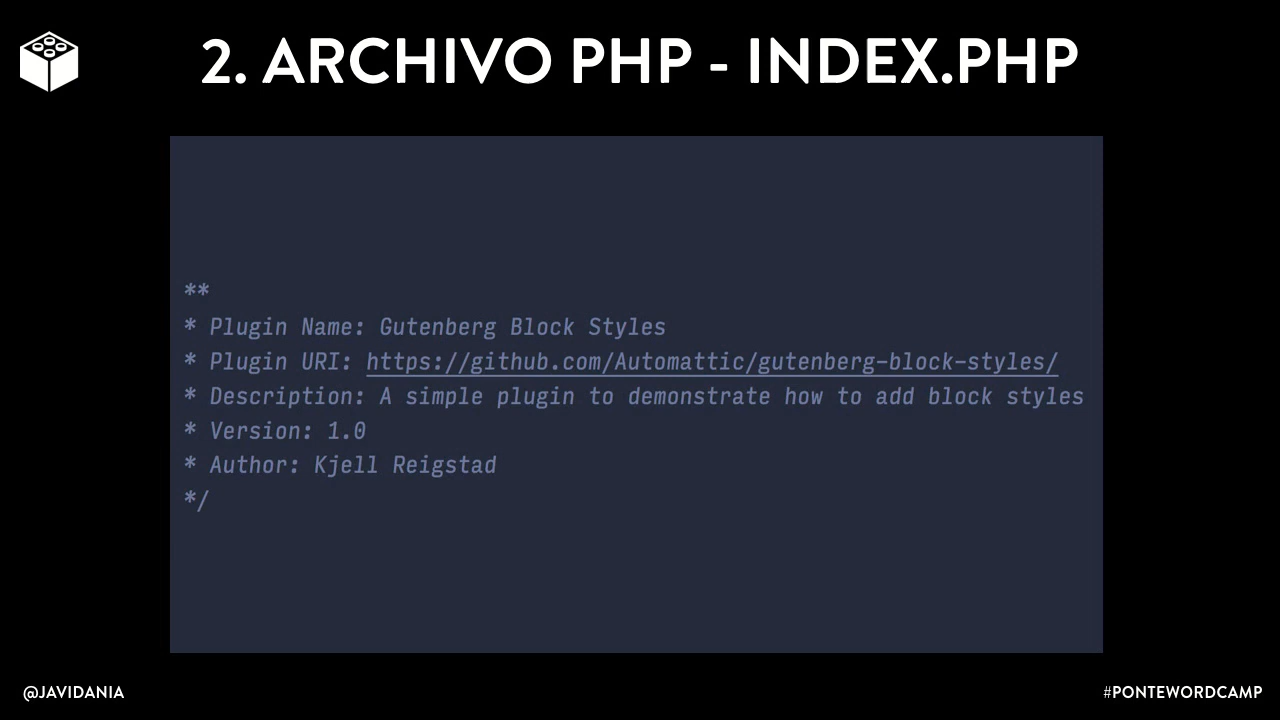 2. ARCHIVO PHP - INDEX.PHP
**
* Plugin Name: Gutenberg Block Styles
* Plugin URI: https://github.com/Automattic/gutenberg-block-styles/
* Description: A simple plugin to demonstrate how to add block styles
* Version: 1.0
* Author: Kjell Reigstad
*/
@JAVIDANIA
#PONTEWORDCAMP